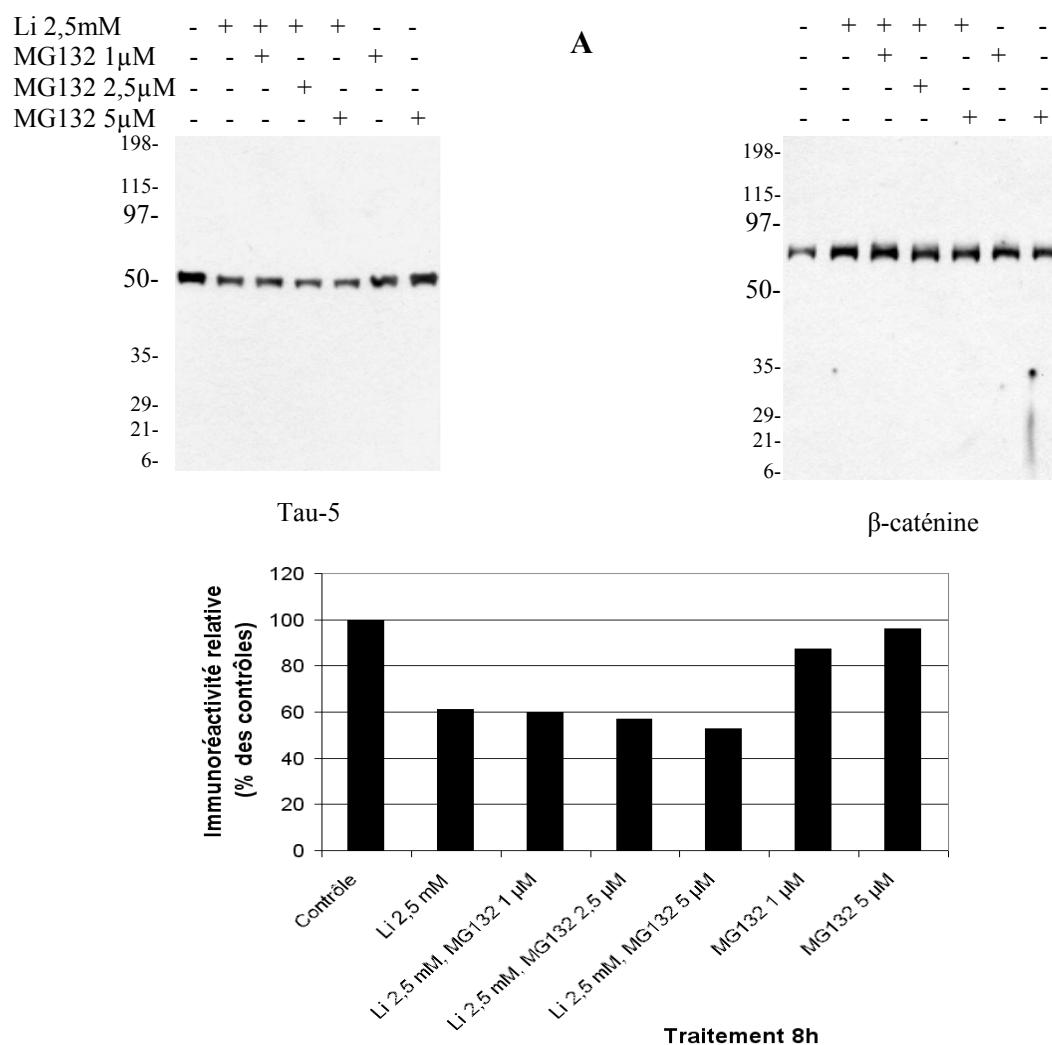 Li 2,5mM - + + + + - -
MG132 1µM - - + - - + -
MG132 2,5µM - - - + - - -
MG132 5µM - - - - + - +
A
- + + + + - -
- - + - - + -
- - - + - - -
- - - - + - +
198-
115-
97-
50-
35-
29-
21-
6-
Tau-5
198-
115-
97-
50-
35-
29-
21-
6-
β-caténine
Immunoréactivité relative
(% des contrôles)
120
100
80
60
40
20
0
Contrôle
Li 2,5 mM
Li 2,5 mM, MG132 1 µM
Li 2,5 mM, MG132 2,5 µM
Li 2,5 mM, MG132 5 µM
MG132 1 µM
MG132 5 µM
Traitement 8h